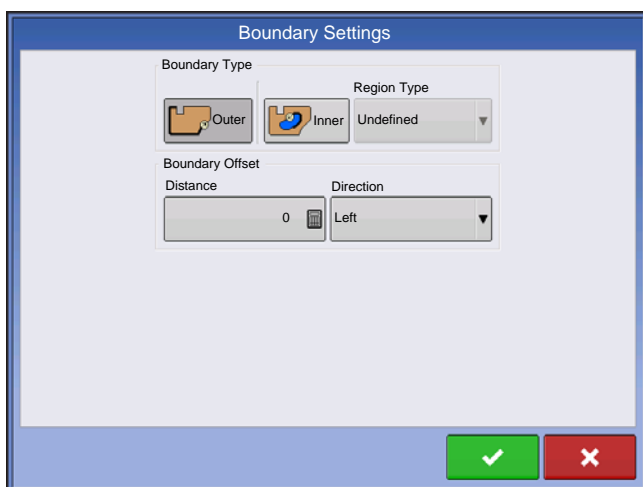 Boundary Settings
Boundary Type
Region Type
Outer
Inner
Undefined
Boundary Offset
Distance
Direction
0
Left